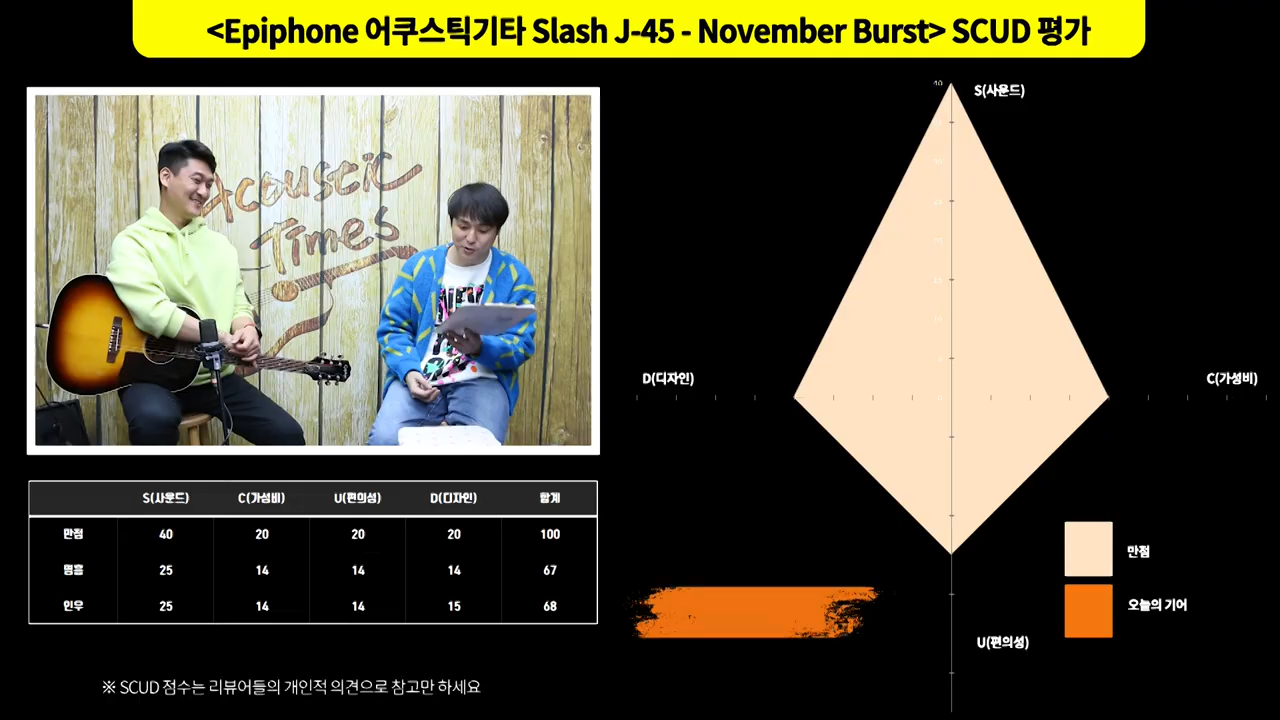 <Epiphone 어쿠스틱기타 Slash J-45 - November Burst> SCUD 평가
Acoustic
Times
S(사운드) C(가성비) U(편의성) D(디자인) 합계
만점 40 20 20 20 100
명흠 25 14 14 14 67
인우 25 14 14 15 68
※ SCUD 점수는 리뷰어들의 개인적 의견으로 참고만 하세요
40
S(사운드)
D(디자인)
C(가성비)
U(편의성)
만점
오늘의 기어